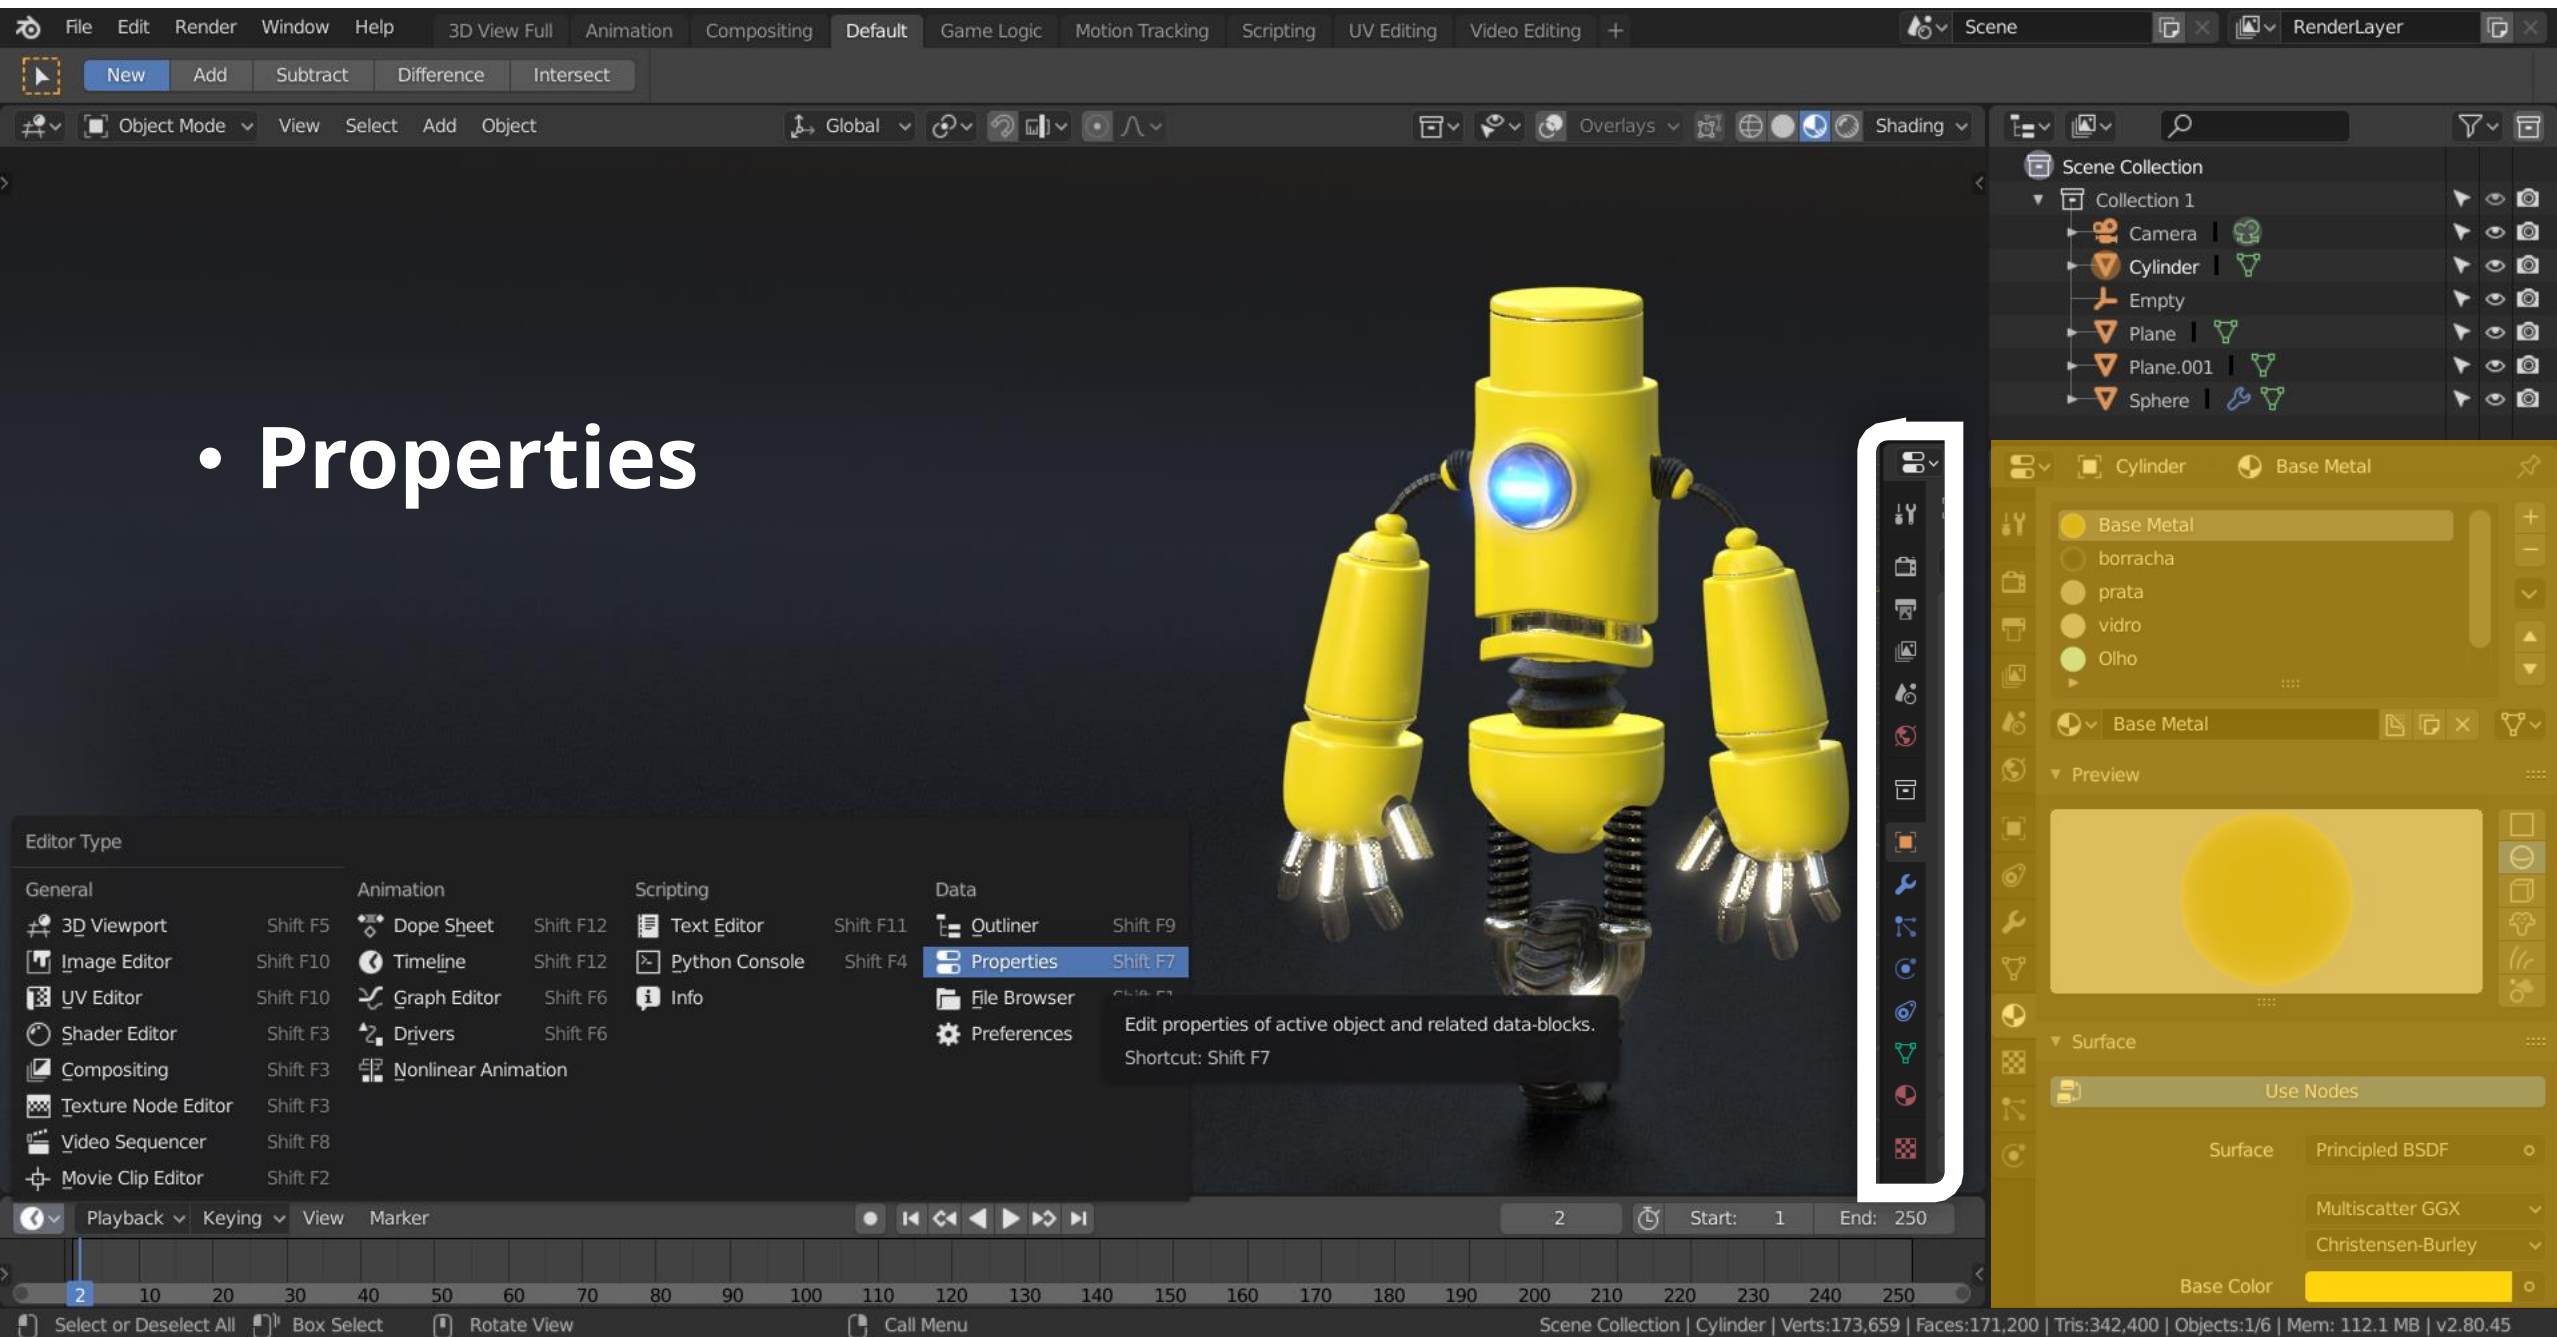 File Edit Render Window Help 3D View Full Animation Compositing Default Game Logic Motion Tracking Scripting UV Editing Video Editing + Scene RenderLayer
New Add Subtract Difference Intersect
Object Mode View Select Add Object Global Overlays Shading
Scene Collection
Collection 1
Camera
Cylinder
Empty
Plane
Plane.001
Sphere
• Properties
Cylinder Base Metal
Base Metal
borracha
prata
vidro
Olho
Base Metal
Preview
Surface
Use Nodes
Surface Principled BSDF
Multiscatter GGX
Christensen-Burley
Base Color
Editor Type
General Animation Scripting Data
3D Viewport Shift F5 Dope Sheet Shift F12 Text Editor Shift F11 Outliner Shift F9
Image Editor Shift F10 Timeline Shift F12 Python Console Shift F4 Properties Shift F7
UV Editor Shift F10 Graph Editor Shift F6 Info File Browser
Shader Editor Shift F3 Drivers Shift F6 Preferences
Compositing Shift F3 Nonlinear Animation
Texture Node Editor Shift F3
Video Sequencer Shift F8
Movie Clip Editor Shift F2
Edit properties of active object and related data-blocks.
Shortcut: Shift F7
Playback Keying View Marker 2 Start: 1 End: 250
2 10 20 30 40 50 60 70 80 90 100 110 120 130 140 150 160 170 180 190 200 210 220 230 240 250
Select or Deselect All Box Select Rotate View Call Menu Scene Collection | Cylinder | Verts:173,659 | Faces:171,200 | Tris:342,400 | Objects:1/6 | Mem: 112.1 MB | v2.80.45